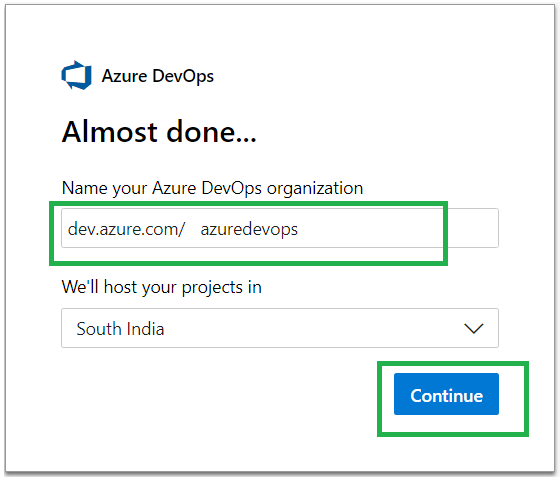 Azure DevOps
Almost done...
Name your Azure DevOps organization
dev.azure.com/ azuredevops
We'll host your projects in
South India
Continue